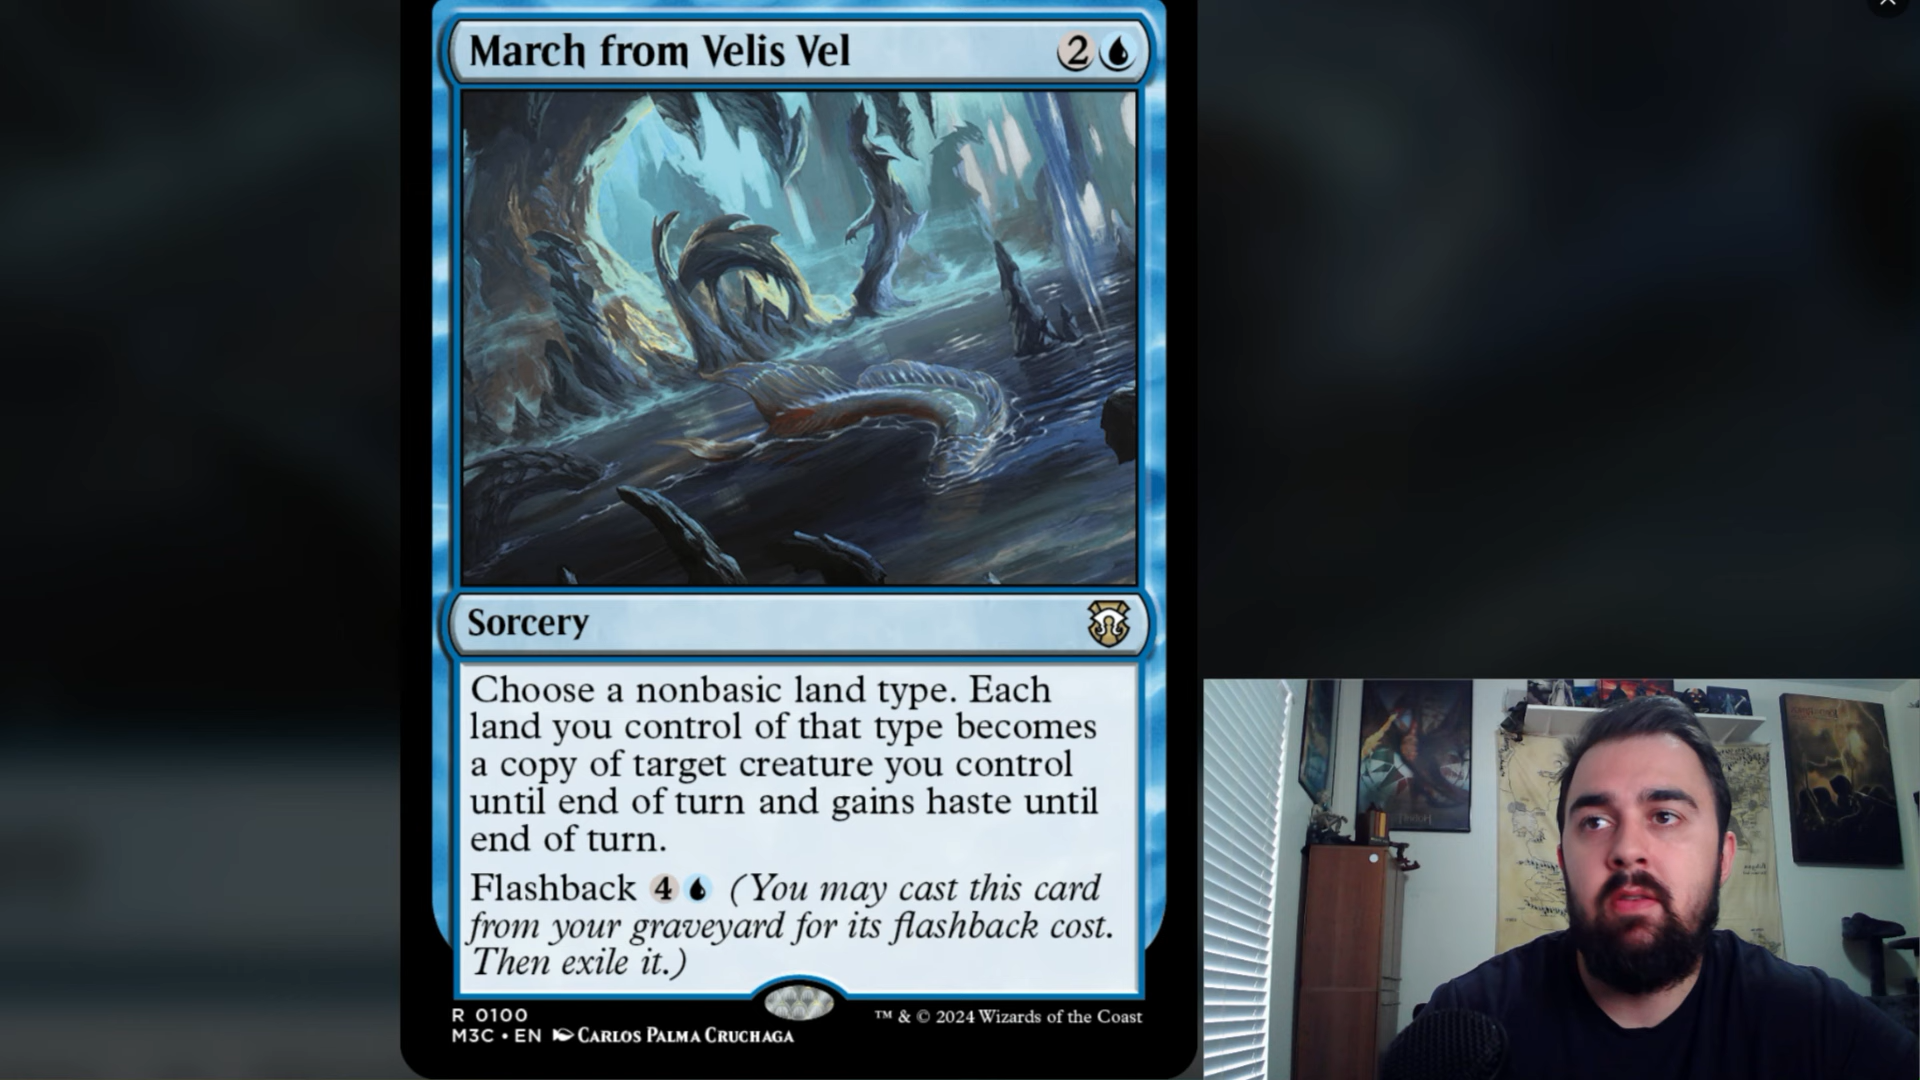 March from Velis Vel 2
Sorcery
Choose a nonbasic land type. Each
land you control of that type becomes
a copy of target creature you control
until end of turn and gains haste until
end of turn.
Flashback 4 (You may cast this card
from your graveyard for its flashback cost.
Then exile it.)
R 0100
M3C • EN CARLOS PALMA CRUCHAGA
™ & © 2024 Wizards of the Coast